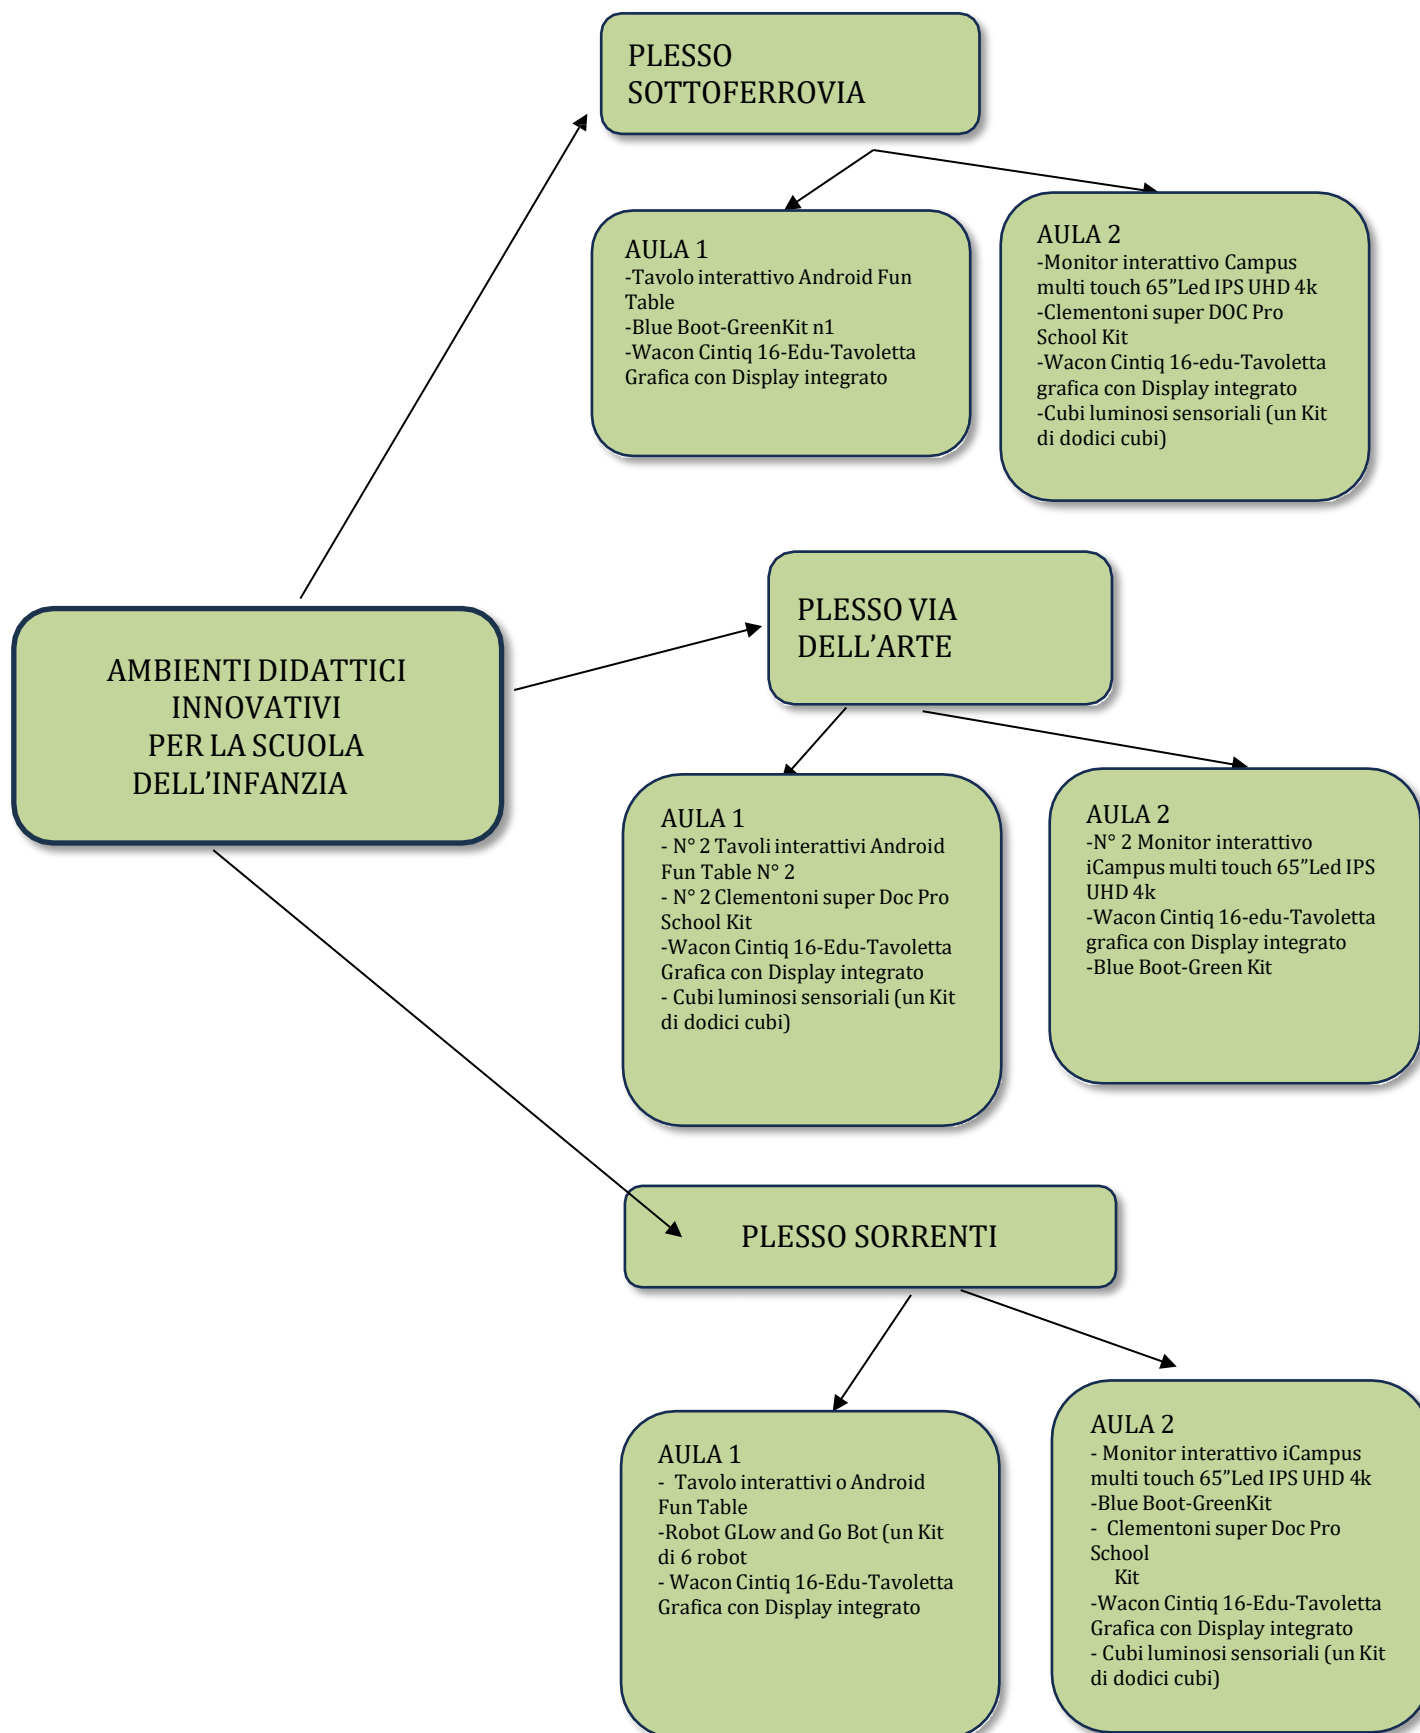 PLESSO
SOTTOFERROVIA
AULA 1
-Tavolo interattivo Android Fun
Table
-Blue Boot-GreenKit n1
-Wacon Cintiq 16-Edu-Tavoletta
Grafica con Display integrato
AULA 2
-Monitor interattivo Campus
multi touch 65”Led IPS UHD 4k
-Clementoni super DOC Pro
School Kit
-Wacon Cintiq 16-edu-Tavoletta
grafica con Display integrato
-Cubi luminosi sensoriali (un Kit
di dodici cubi)
AMBIENTI DIDATTICI
INNOVATIVI
PER LA SCUOLA
DELL’INFANZIA
PLESSO VIA
DELL’ARTE
AULA 1
- N° 2 Tavoli interattivi Android
Fun Table N° 2
- N° 2 Clementoni super Doc Pro
School Kit
-Wacon Cintiq 16-Edu-Tavoletta
Grafica con Display integrato
- Cubi luminosi sensoriali (un Kit
di dodici cubi)
AULA 2
-N° 2 Monitor interattivo
iCampus multi touch 65”Led IPS
UHD 4k
-Wacon Cintiq 16-edu-Tavoletta
grafica con Display integrato
-Blue Boot-Green Kit
PLESSO SORRENTI
AULA 1
- Tavolo interattivi o Android
Fun Table
-Robot GLow and Go Bot (un Kit
di 6 robot
- Wacon Cintiq 16-Edu-Tavoletta
Grafica con Display integrato
AULA 2
- Monitor interattivo iCampus
multi touch 65”Led IPS UHD 4k
-Blue Boot-GreenKit
- Clementoni super Doc Pro
School
Kit
-Wacon Cintiq 16-Edu-Tavoletta
Grafica con Display integrato
- Cubi luminosi sensoriali (un Kit
di dodici cubi)